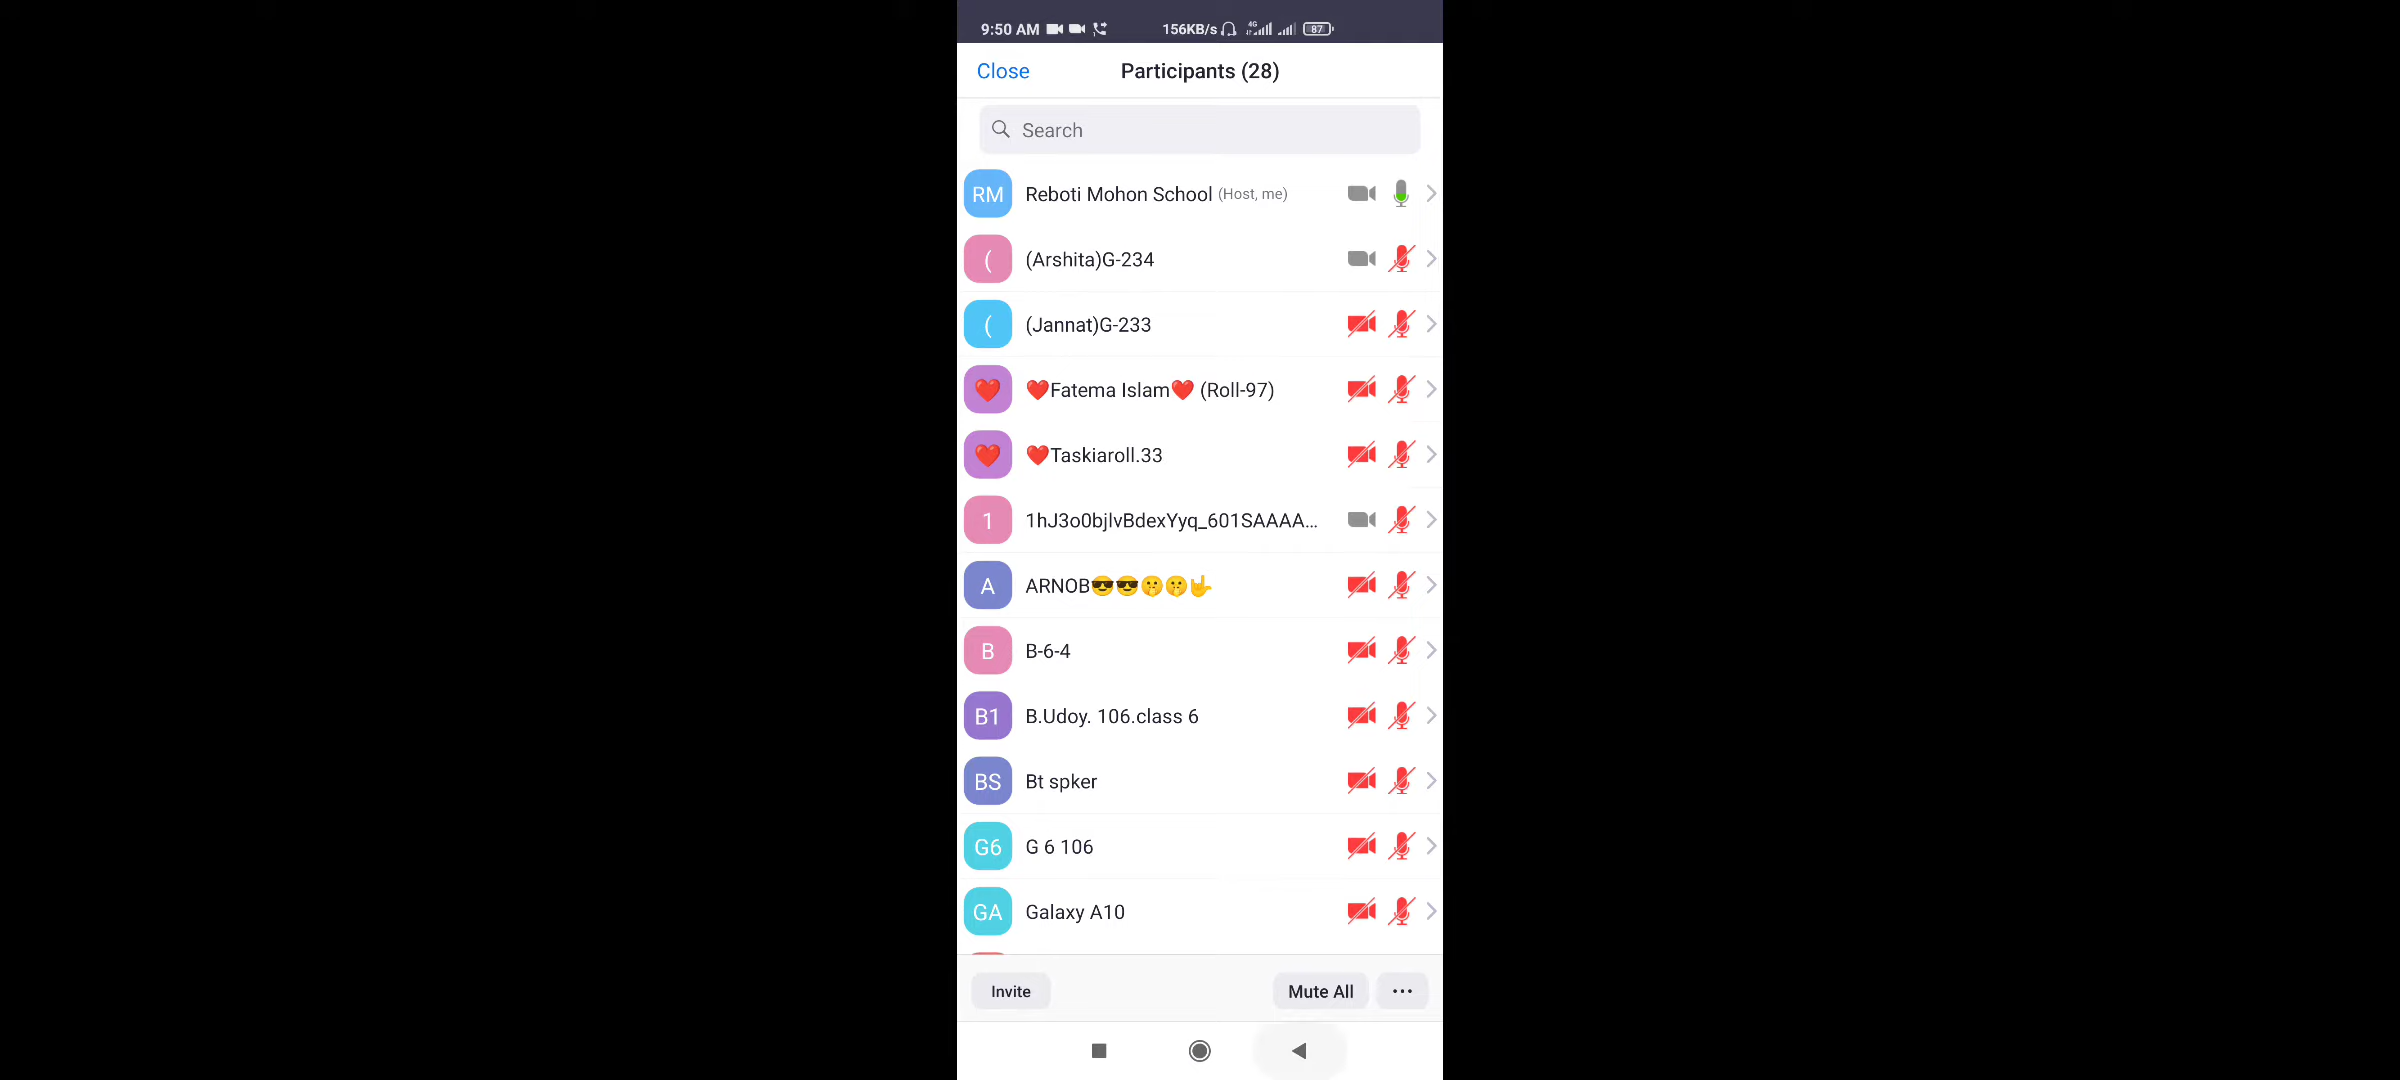 9:50 AM 156KB/s 4G 87
Close Participants (28)
Search
RM Reboti Mohon School (Host, me)
( (Arshita)G-234
( (Jannat)G-233
❤️ ❤️Fatema Islam❤️ (Roll-97)
❤️ ❤️Taskiaroll.33
1 1hJ3o0bjlvBdexYyq_601SAAAA...
A ARNOB😎😎🤫🤫🤟
B B-6-4
B1 B.Udoy. 106.class 6
BS Bt spker
G6 G 6 106
GA Galaxy A10
Invite Mute All ...